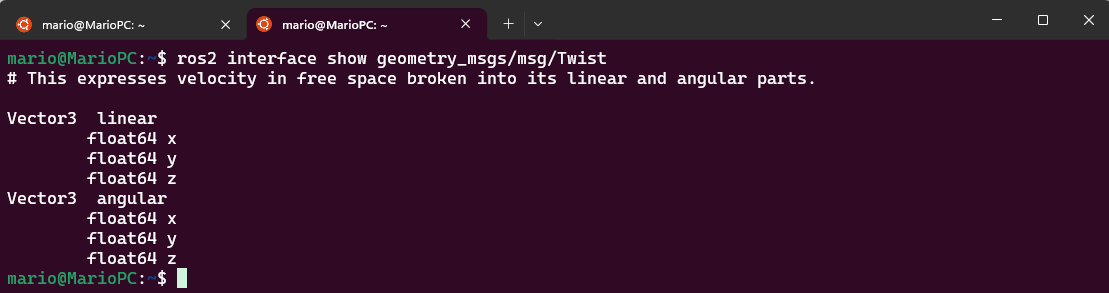 mario@MarioPC: ~
mario@MarioPC: ~
mario@MarioPC:~$ ros2 interface show geometry_msgs/msg/Twist
# This expresses velocity in free space broken into its linear and angular parts.

Vector3  linear
        float64 x
        float64 y
        float64 z
Vector3  angular
        float64 x
        float64 y
        float64 z
mario@MarioPC:~$